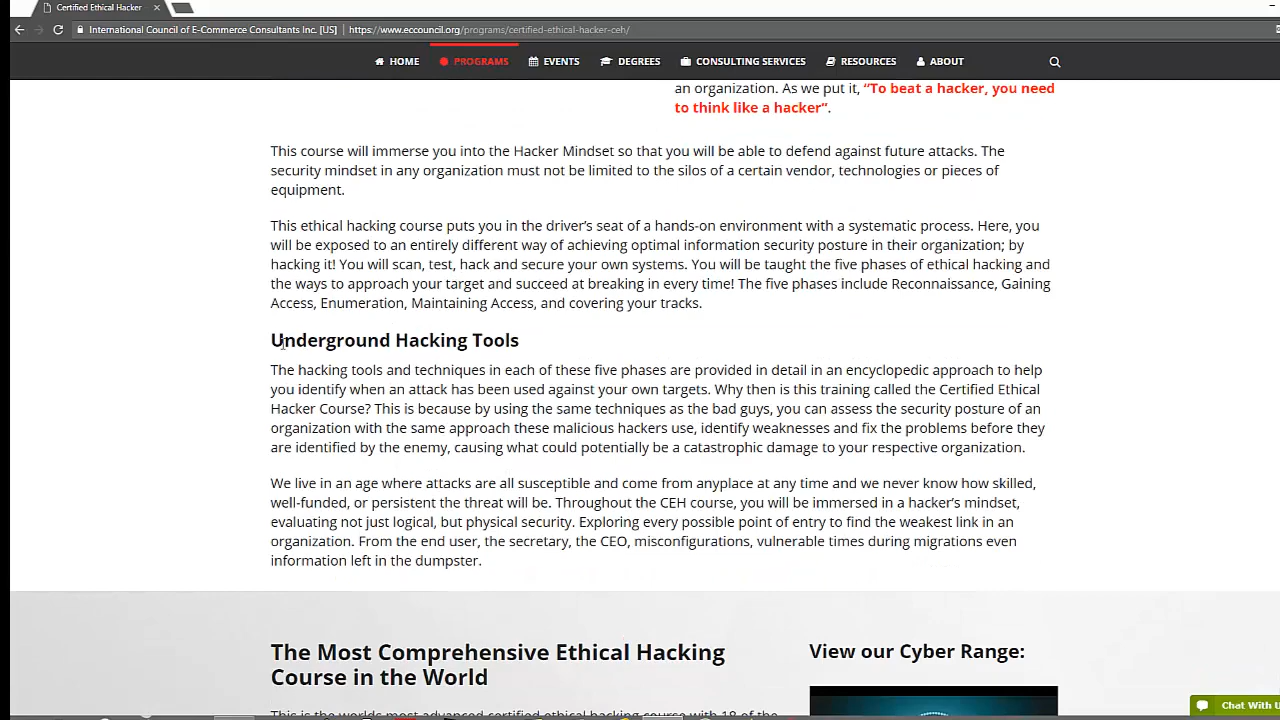 Certified Ethical Hacker
International Council of E-Commerce Consultants Inc. [US] https://www.eccouncil.org/programs/certified-ethical-hacker-ceh/
HOME PROGRAMS EVENTS DEGREES CONSULTING SERVICES RESOURCES ABOUT
an organization. As we put it, “To beat a hacker, you need
to think like a hacker”.
This course will immerse you into the Hacker Mindset so that you will be able to defend against future attacks. The
security mindset in any organization must not be limited to the silos of a certain vendor, technologies or pieces of
equipment.
This ethical hacking course puts you in the driver’s seat of a hands-on environment with a systematic process. Here, you
will be exposed to an entirely different way of achieving optimal information security posture in their organization; by
hacking it! You will scan, test, hack and secure your own systems. You will be taught the five phases of ethical hacking and
the ways to approach your target and succeed at breaking in every time! The five phases include Reconnaissance, Gaining
Access, Enumeration, Maintaining Access, and covering your tracks.
Underground Hacking Tools
The hacking tools and techniques in each of these five phases are provided in detail in an encyclopedic approach to help
you identify when an attack has been used against your own targets. Why then is this training called the Certified Ethical
Hacker Course? This is because by using the same techniques as the bad guys, you can assess the security posture of an
organization with the same approach these malicious hackers use, identify weaknesses and fix the problems before they
are identified by the enemy, causing what could potentially be a catastrophic damage to your respective organization.
We live in an age where attacks are all susceptible and come from anyplace at any time and we never know how skilled,
well-funded, or persistent the threat will be. Throughout the CEH course, you will be immersed in a hacker’s mindset,
evaluating not just logical, but physical security. Exploring every possible point of entry to find the weakest link in an
organization. From the end user, the secretary, the CEO, misconfigurations, vulnerable times during migrations even
information left in the dumpster.
The Most Comprehensive Ethical Hacking
Course in the World
View our Cyber Range:
This is the worlds most advanced certified ethical hacking course with 18 of the
Chat With U